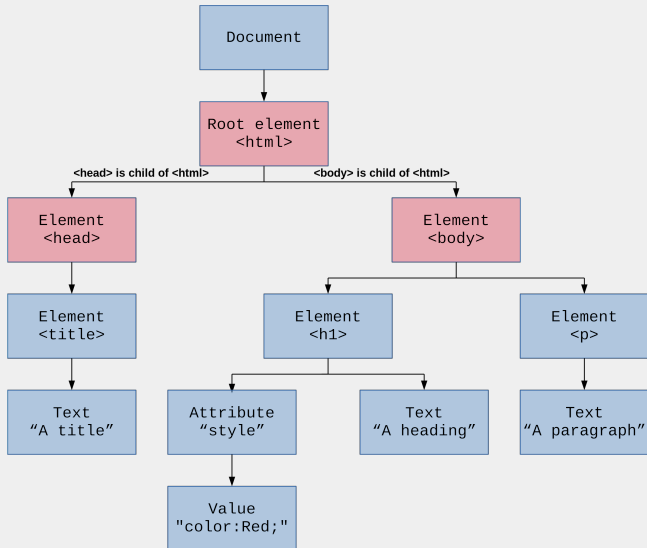 Document
Root element
<html>
<head> is child of <html>
<body> is child of <html>
Element
<head>
Element
<body>
Element
<title>
Element
<h1>
Element
<p>
Text
“A title”
Attribute
“style”
Text
“A heading”
Text
“A paragraph”
Value
"color:Red;"